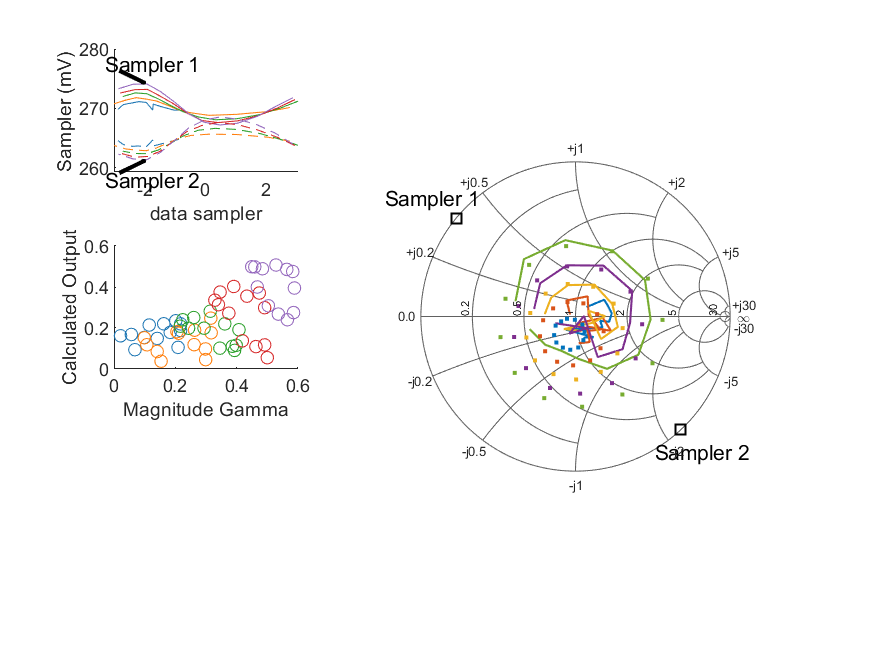 280
Sampler 1
270
260
Sampler (mV)
Sampler 2
-2
0
2
data sampler
0.6
0.4
0.2
0
Calculated Output
0
0.2
0.4
0.6
Magnitude Gamma
+j1
+j0.5
+j2
Sampler 1
+j0.2
+j5
0.0
0.2
0.5
1
2
5
30
+j30
∞
-j30
-j0.2
-j5
-j0.5
-j2
Sampler 2
-j1